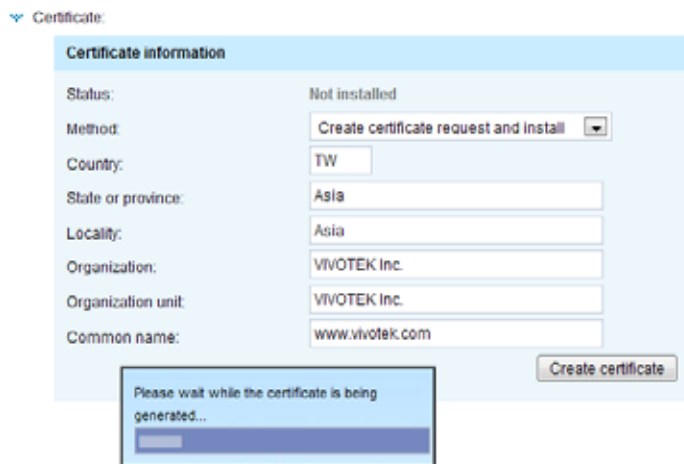 Certificate:
Certificate information
Status: Not installed
Method: Create certificate request and install
Country: TW
State or province: Asia
Locality: Asia
Organization: VIVOTEK Inc.
Organization unit: VIVOTEK Inc.
Common name: www.vivotek.com
Create certificate
Please wait while the certificate is being
generated...